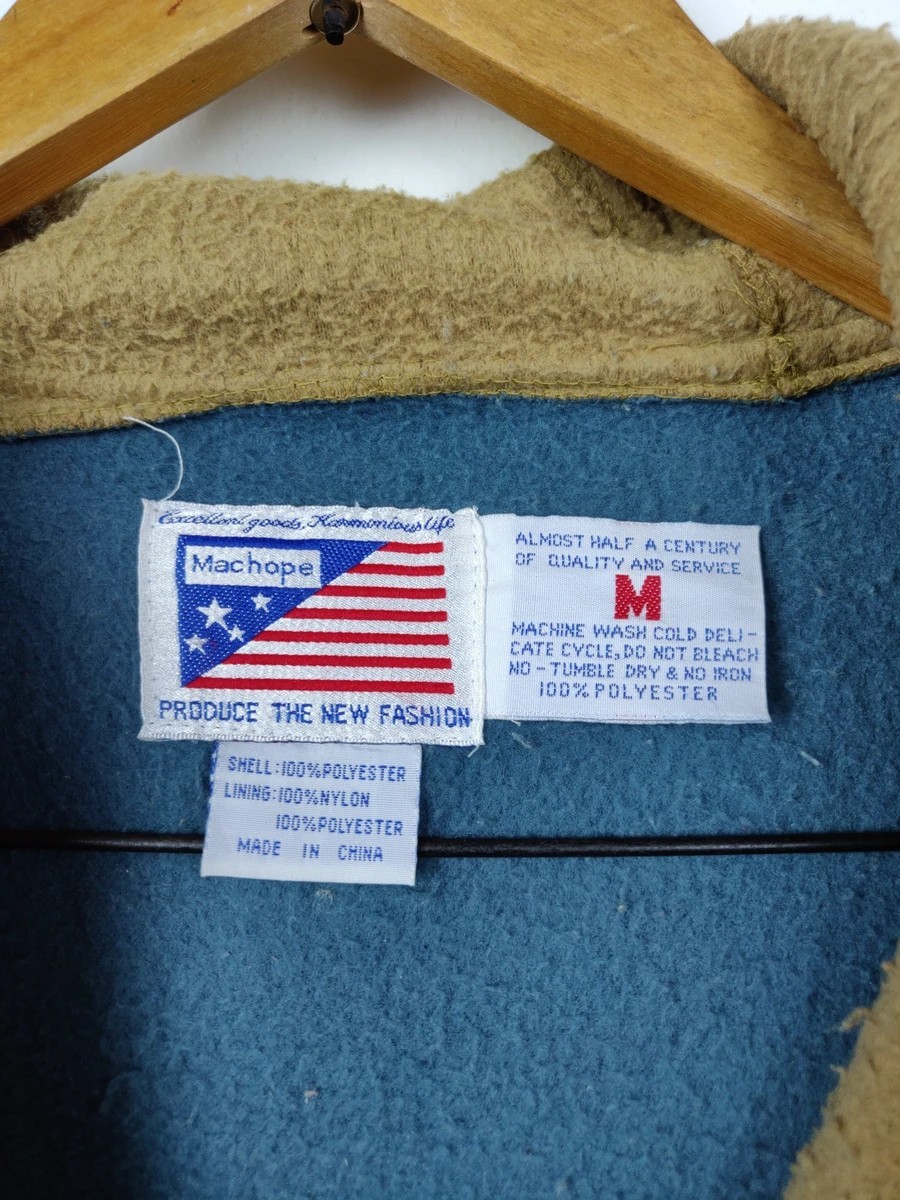 Excellent goods, Harmonious life
Machope
PRODUCE THE NEW FASHION
ALMOST HALF A CENTURY
OF QUALITY AND SERVICE
M
MACHINE WASH COLD DELI-
CATE CYCLE, DO NOT BLEACH
NO-TUMBLE DRY & NO IRON
100% POLYESTER
SHELL:100%POLYESTER
LINING:100%NYLON
100%POLYESTER
MADE IN CHINA